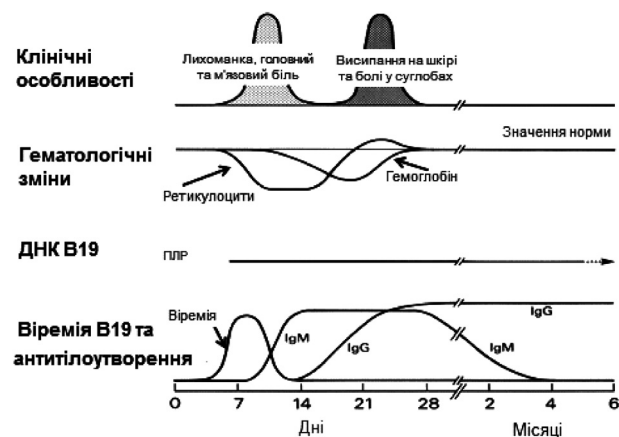 Клінічні
особливості
Лихоманка, головний
та м'язовий біль
Висипання на шкірі
та болі у суглобах
Значення норми
Гематологічні
зміни
Ретикулоцити
Гемоглобін
ДНК В19
ПЛР
Віремія В19 та
антитілоутворення
Віремія
IgM
IgG
IgG
IgM
0 7 14 21 28 2 4 6
Дні Місяці